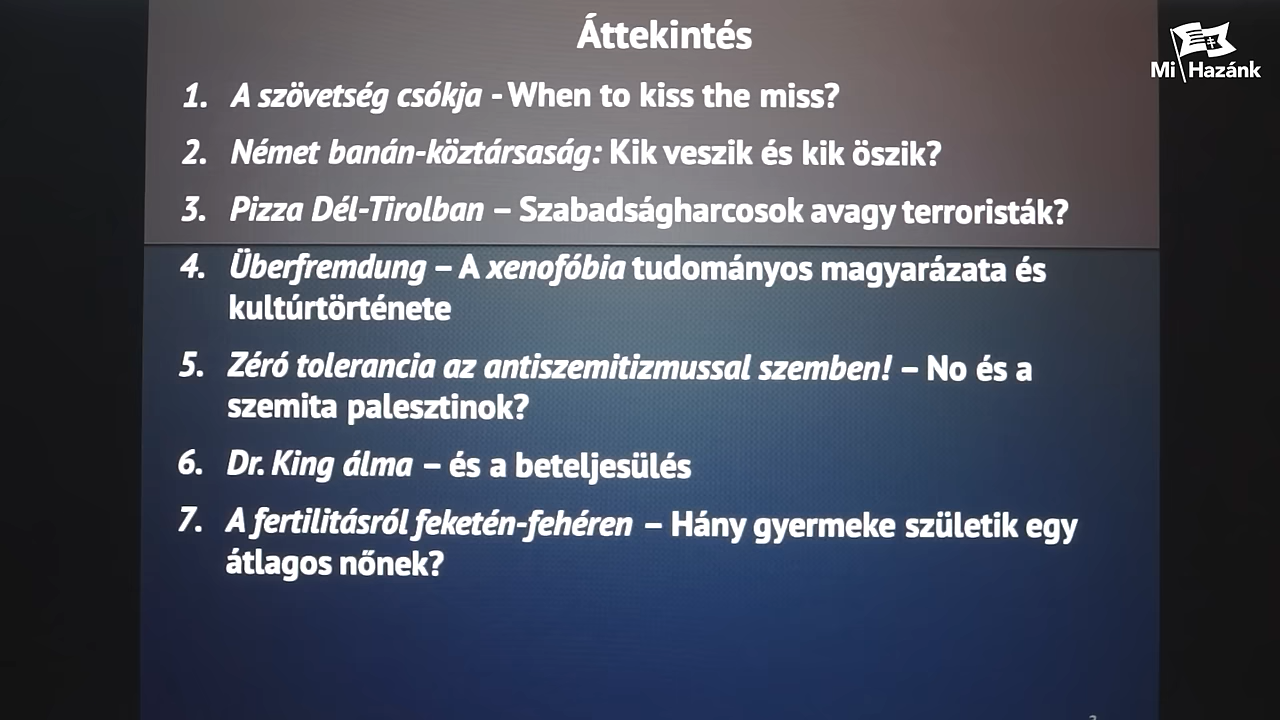 Áttekintés
Mi Hazánk
1. A szövetség csókja - When to kiss the miss?
2. Német banán-köztársaság: Kik veszik és kik öszik?
3. Pizza Dél-Tirolban – Szabadságharcosok avagy terroristák?
4. Überfremdung – A xenofóbia tudományos magyarázata és
kultúrtörténete
5. Zéró tolerancia az antiszemitizmussal szemben! – No és a
szemita palesztinok?
6. Dr. King álma – és a beteljesülés
7. A fertilitásról feketén-fehéren – Hány gyermeke születik egy
átlagos nőnek?